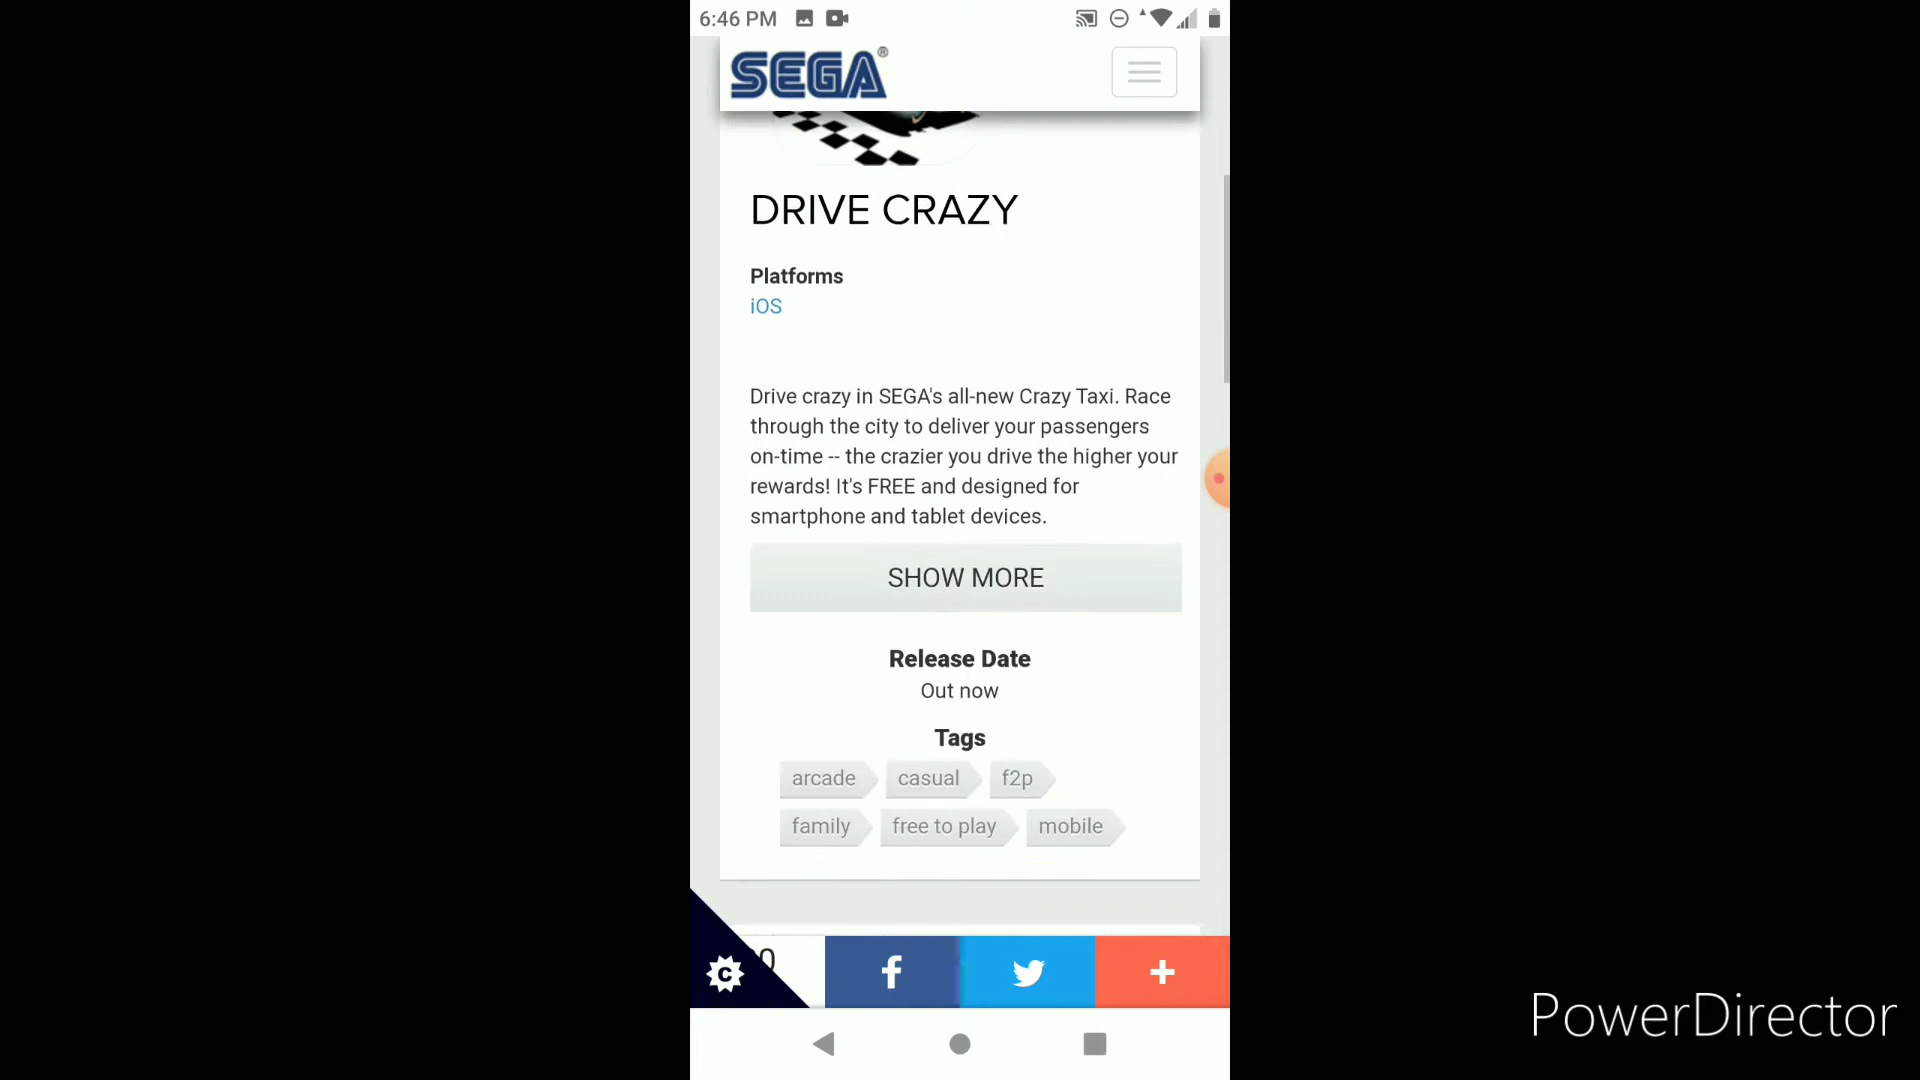 6:46 PM
SEGA®
DRIVE CRAZY
Platforms
iOS
Drive crazy in SEGA's all-new Crazy Taxi. Race
through the city to deliver your passengers
on-time -- the crazier you drive the higher your
rewards! It's FREE and designed for
smartphone and tablet devices.
SHOW MORE
Release Date
Out now
Tags
arcade casual f2p
family free to play mobile
C
f +
PowerDirector